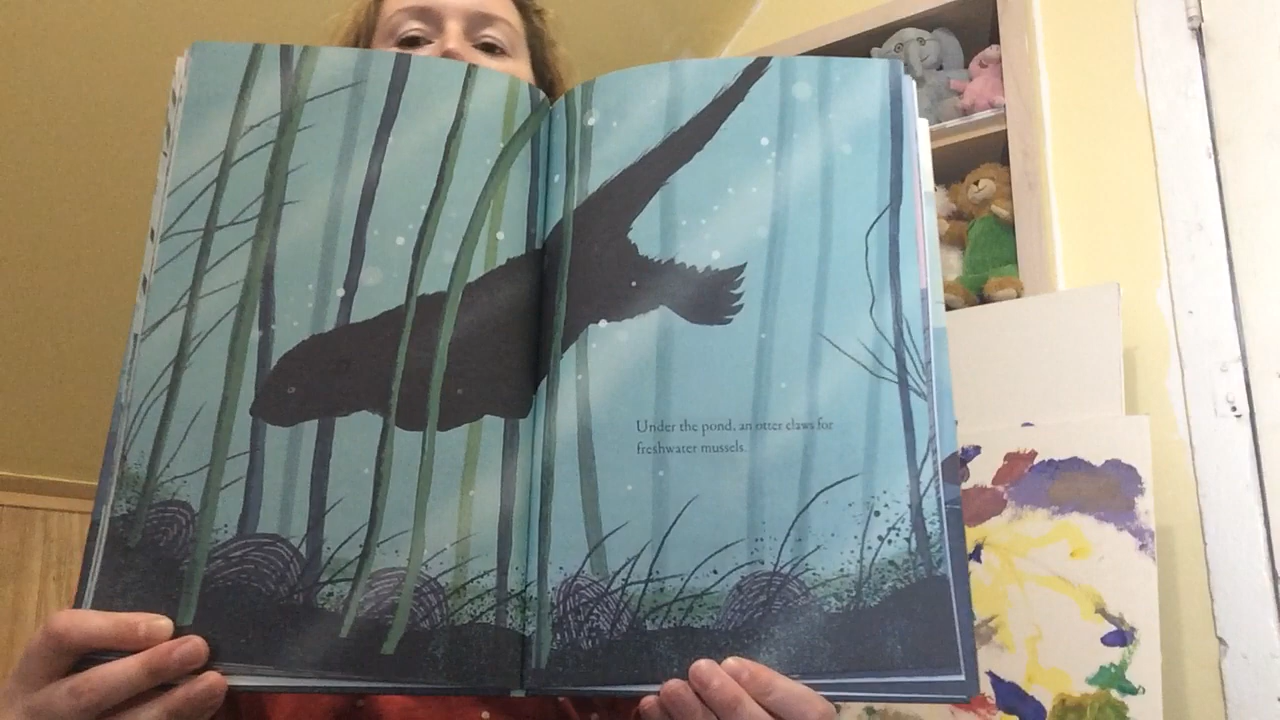 Under the pond, an otter claws for
freshwater mussels.